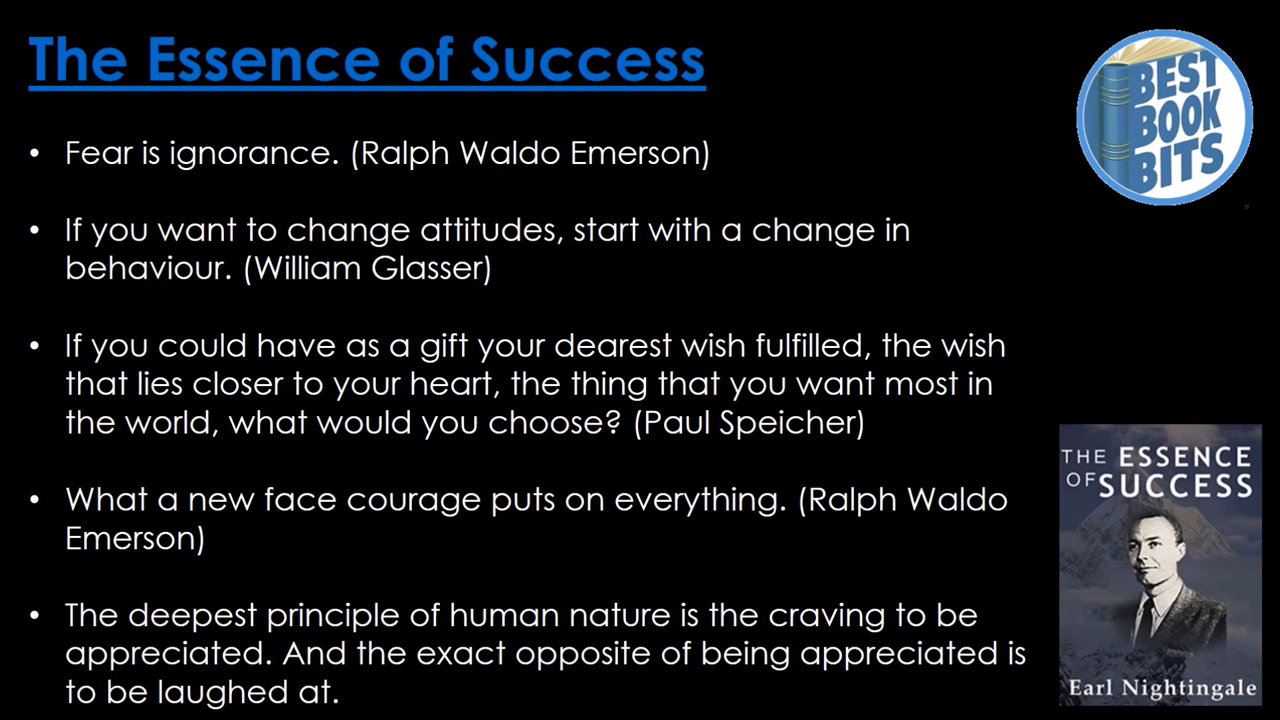 The Essence of Success
BEST
BOOK
BITS
• Fear is ignorance. (Ralph Waldo Emerson)
• If you want to change attitudes, start with a change in
behaviour. (William Glasser)
• If you could have as a gift your dearest wish fulfilled, the wish
that lies closer to your heart, the thing that you want most in
the world, what would you choose? (Paul Speicher)
• What a new face courage puts on everything. (Ralph Waldo
Emerson)
• The deepest principle of human nature is the craving to be
appreciated. And the exact opposite of being appreciated is
to be laughed at.
THE ESSENCE
OF SUCCESS
Earl Nightingale